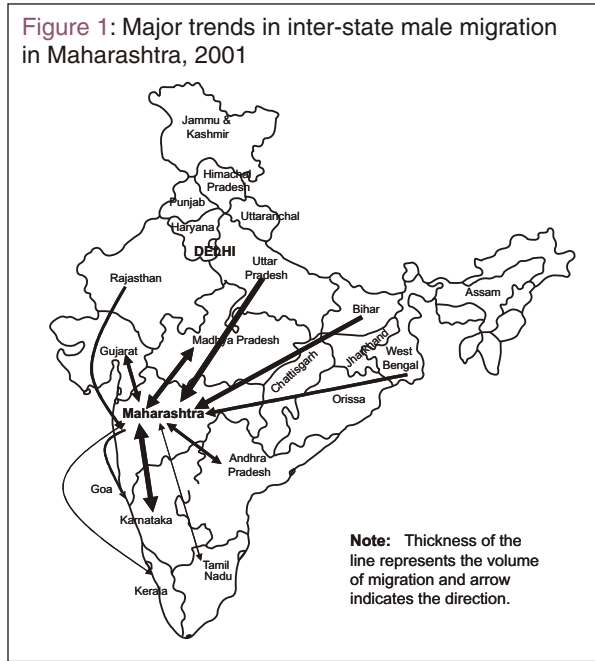 Figure 1: Major trends in inter-state male migration
in Maharashtra, 2001
Jammu &
Kashmir
Himachal
Pradesh
Punjab
Uttaranchal
Haryana
DELHI
Rajasthan
Uttar
Pradesh
Bihar
Assam
Gujarat
Madhya Pradesh
Chattisgarh
Jharkhand
West
Bengal
Maharashtra
Orissa
Andhra
Pradesh
Goa
Karnataka
Tamil
Nadu
Kerala
Note: Thickness of the
line represents the volume
of migration and arrow
indicates the direction.